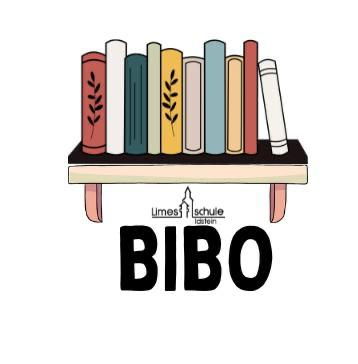 Limes schule
Idstein
BIBO